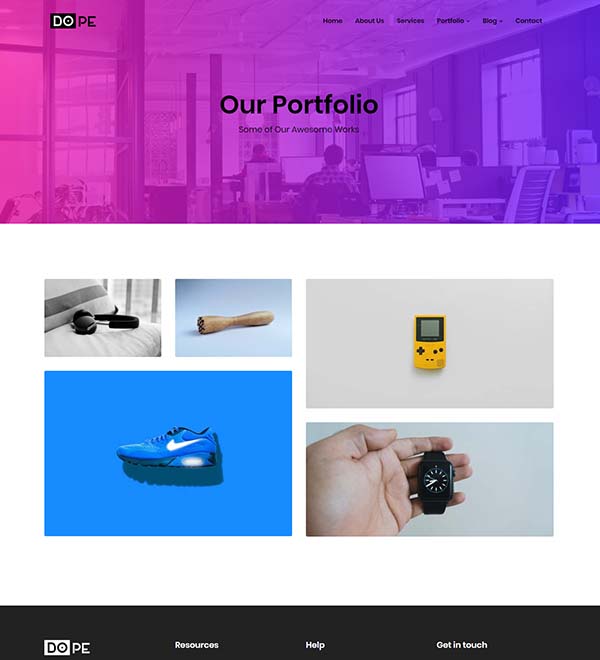 DOPE
Home About Us Services Portfolio Blog Contact
Our Portfolio
Some of Our Awesome Works
DOPE Resources Help Get in touch